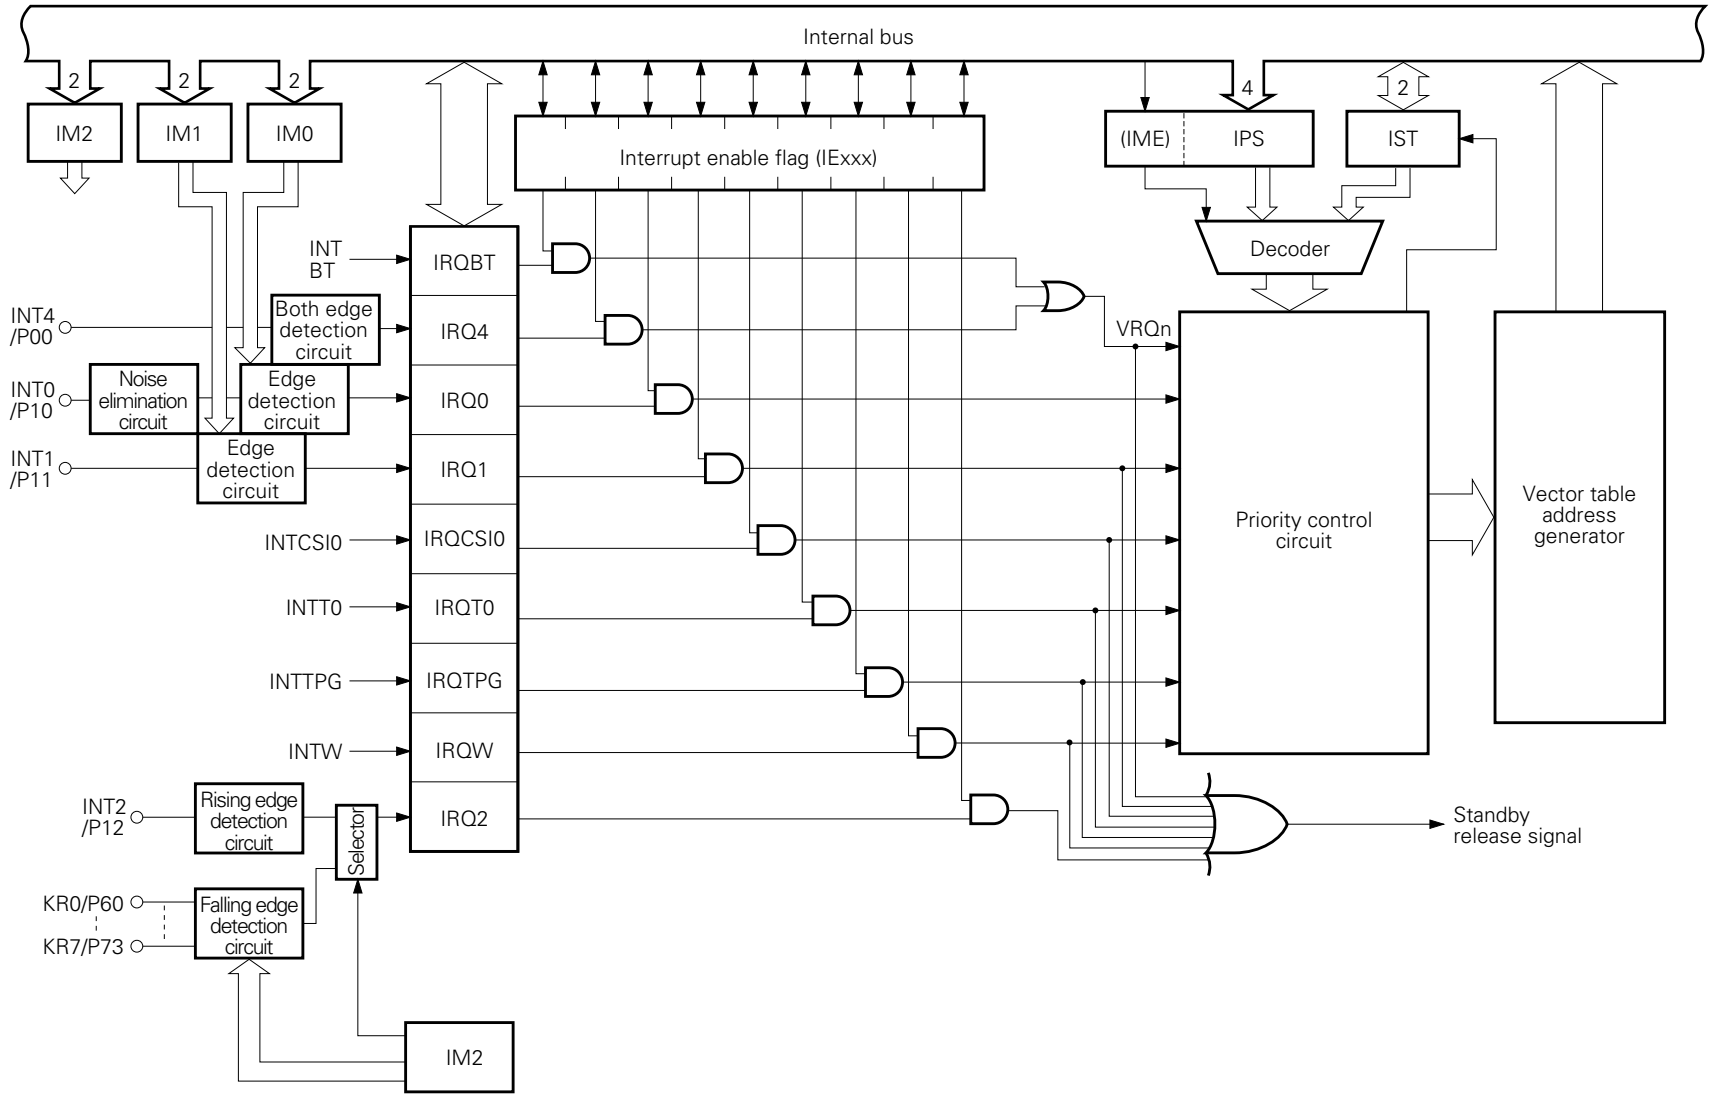 Internal bus
2
2
2
4
2
IM2
IM1
IM0
Interrupt enable flag (IExxx)
(IME)
IPS
IST
Decoder
INT
BT
IRQBT
INT4
/P00
Both edge
detection
circuit
IRQ4
VRQn
INT0
/P10
Noise
elimination
circuit
Edge
detection
circuit
IRQ0
INT1
/P11
Edge
detection
circuit
IRQ1
INTCSI0
IRQCSI0
Priority control
circuit
Vector table
address
generator
INTT0
IRQT0
INTTPG
IRQTPG
INTW
IRQW
INT2
/P12
Rising edge
detection
circuit
Selector
IRQ2
Standby
release signal
KR0/P60
KR7/P73
Falling edge
detection
circuit
IM2